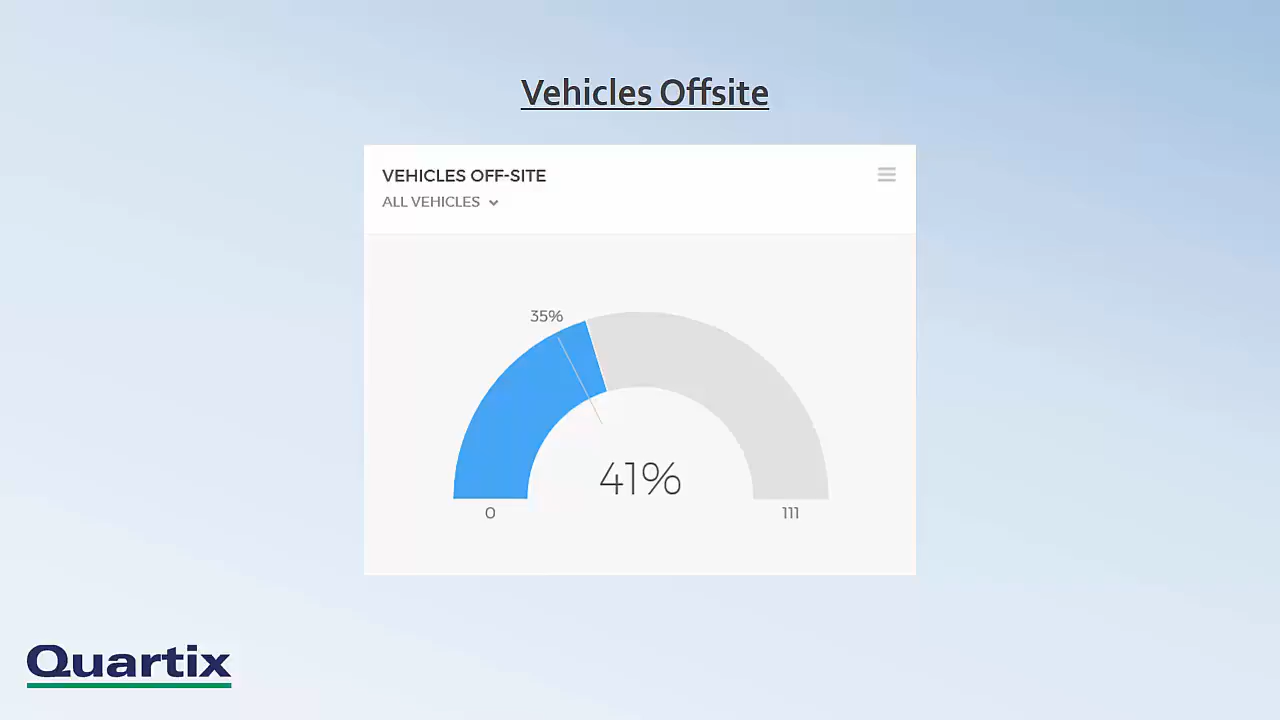 Vehicles Offsite
VEHICLES OFF-SITE
ALL VEHICLES
35%
41%
0
111
Quartix